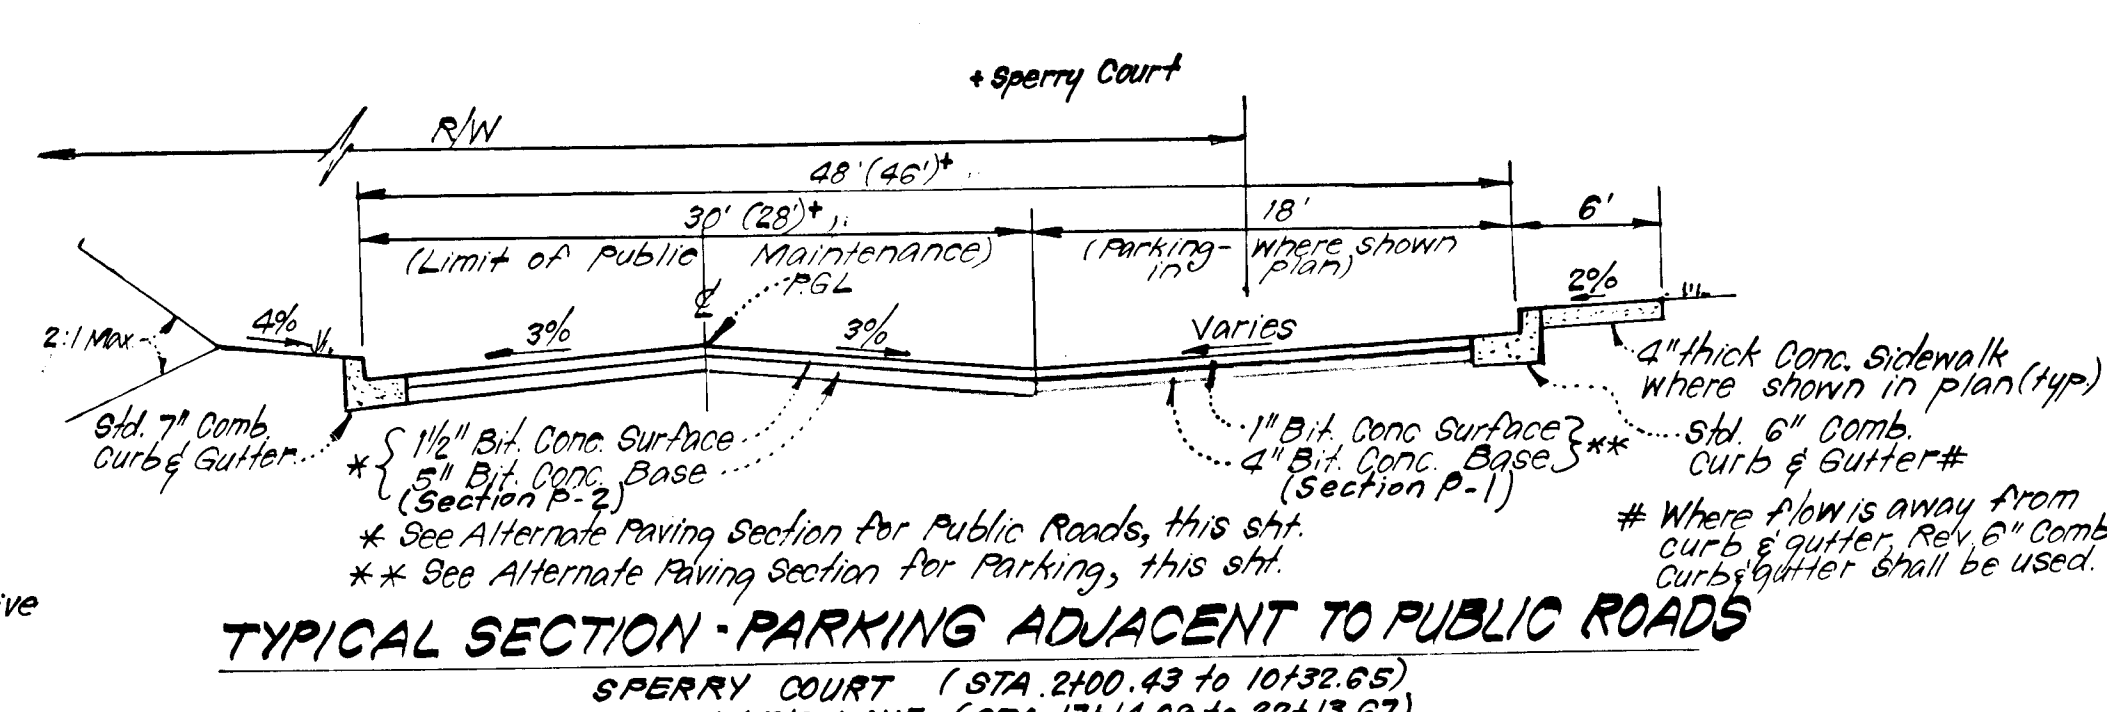 + Sperry Court
R/W
48' (46')+
30' (28')+
18'
6'
(Limit of Public Maintenance)
(Parking- where shown
in plan)
PGL
2%
4%
3%
3%
Varies
2:1 Max.
4" thick Conc. Sidewalk
where shown in plan (typ.)
Std. 7" Comb.
Curb & Gutter
* { 1 1/2" Bit. Conc. Surface
5" Bit. Conc. Base
(Section P-2)
1" Bit. Conc Surface } **
4" Bit. Conc. Base
(Section P-1)
Std. 6" Comb.
Curb & Gutter #
* See Alternate Paving Section for Public Roads, this sht.
** See Alternate Paving Section for Parking, this sht.
# Where flow is away from
curb & gutter, Rev. 6" Comb
Curb & gutter shall be used.
ive
TYPICAL SECTION - PARKING ADJACENT TO PUBLIC ROADS
SPERRY COURT (STA. 2+00.43 to 10+32.65)